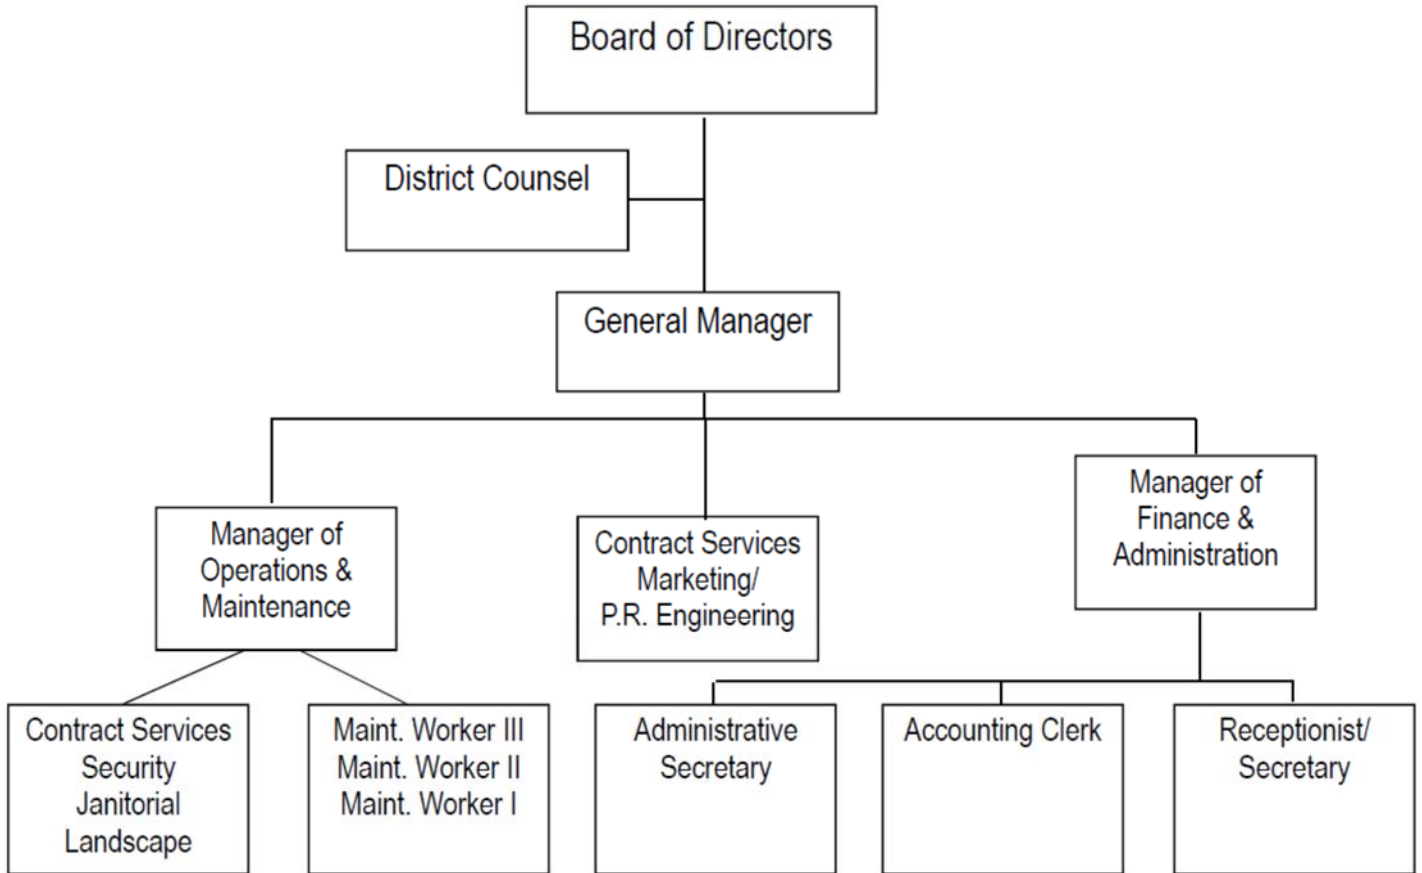 Board of Directors
District Counsel
General Manager
Manager of
Operations &
Maintenance
Contract Services
Marketing/
P.R. Engineering
Manager of
Finance &
Administration
Contract Services
Security
Janitorial
Landscape
Maint. Worker III
Maint. Worker II
Maint. Worker I
Administrative
Secretary
Accounting Clerk
Receptionist/
Secretary